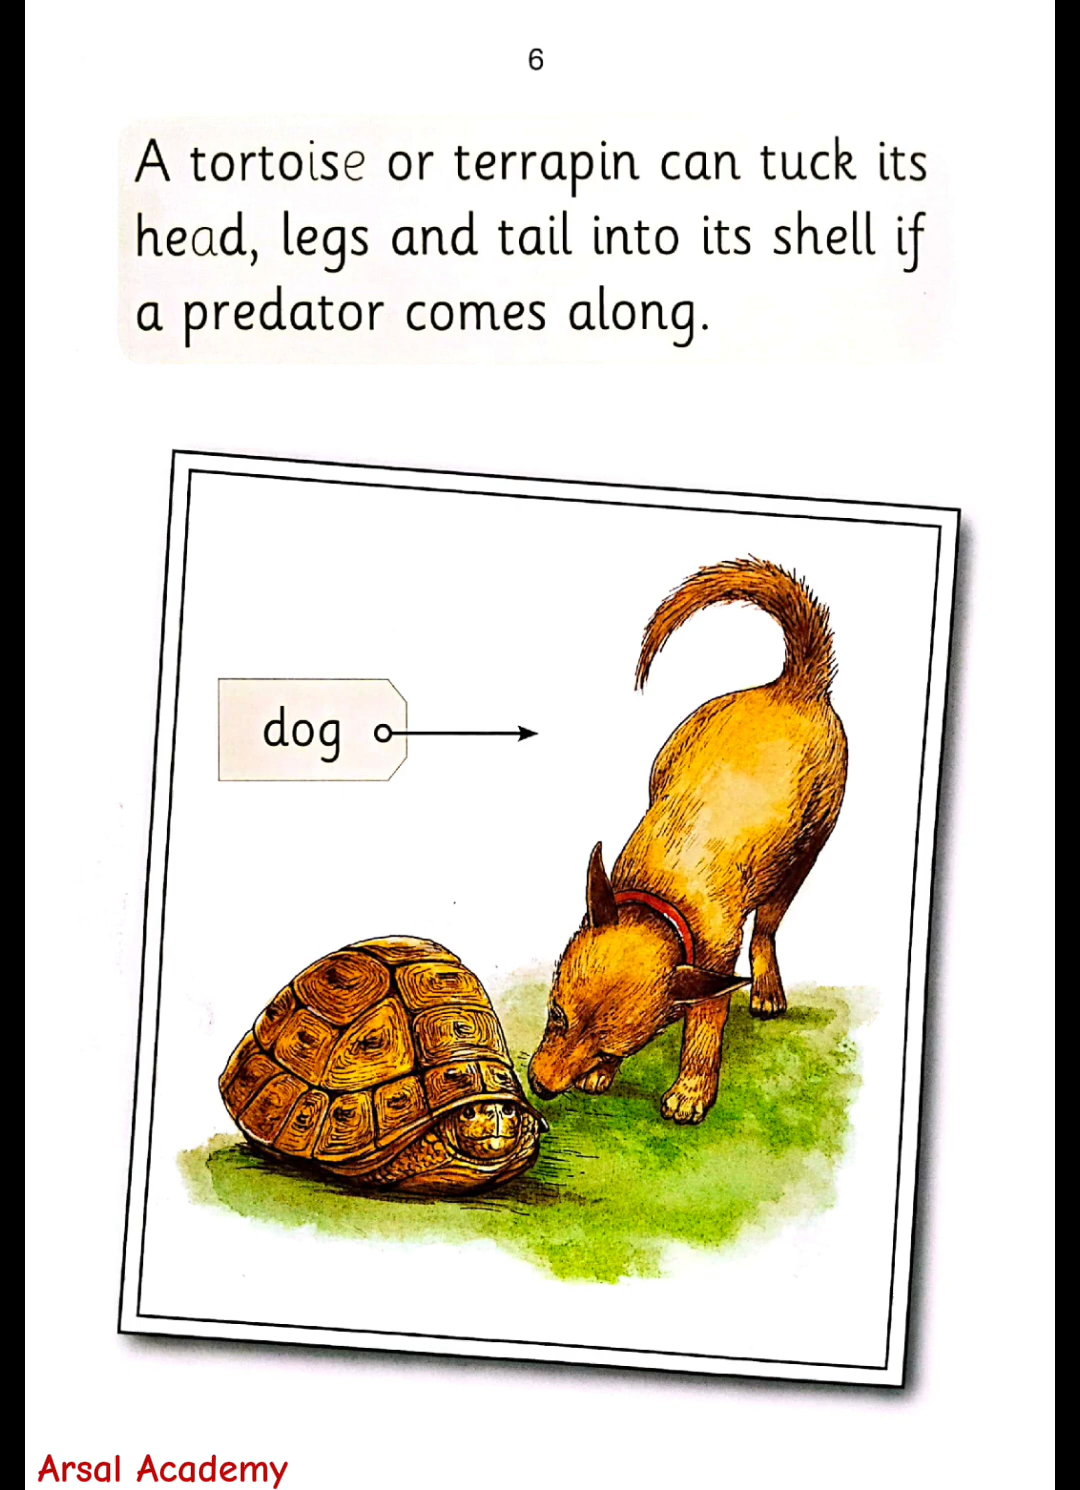 6
A tortoise or terrapin can tuck its
head, legs and tail into its shell if
a predator comes along.
dog
Arsal Academy